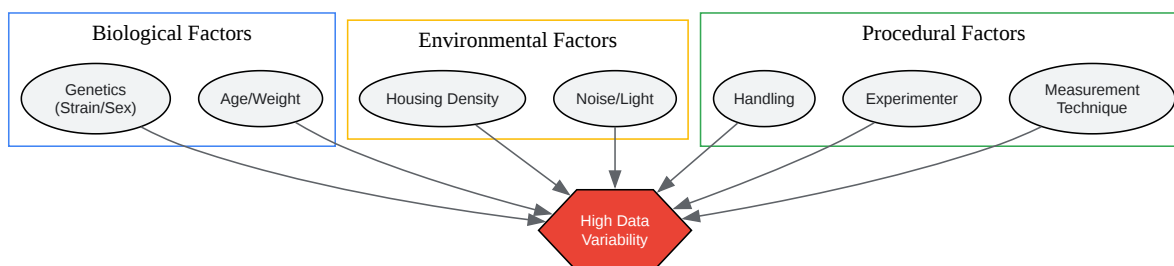 Biological Factors
Genetics
(Strain/Sex)
Age/Weight
Environmental Factors
Housing Density
Noise/Light
Procedural Factors
Handling
Experimenter
Measurement
Technique
High Data
Variability